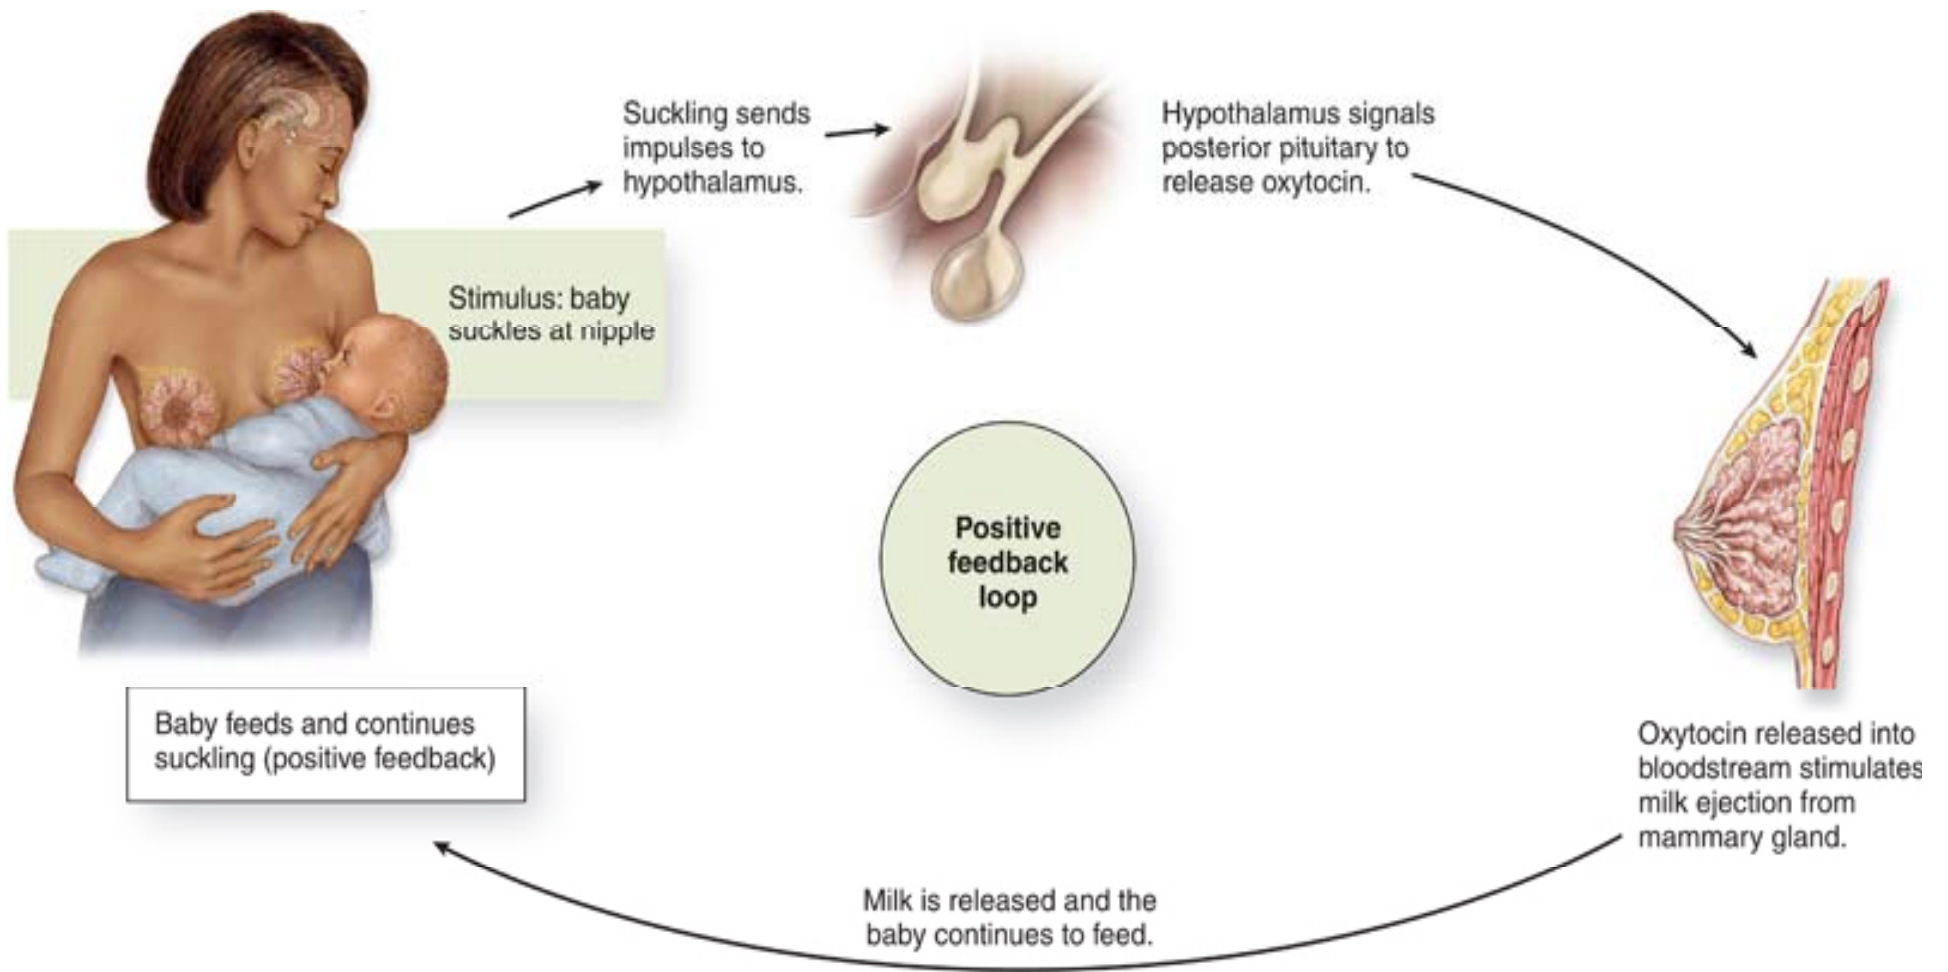 Suckling sends
impulses to
hypothalamus.
Hypothalamus signals
posterior pituitary to
release oxytocin.
Stimulus: baby
suckles at nipple
Positive
feedback
loop
Baby feeds and continues
suckling (positive feedback)
Oxytocin released into
bloodstream stimulates
milk ejection from
mammary gland.
Milk is released and the
baby continues to feed.